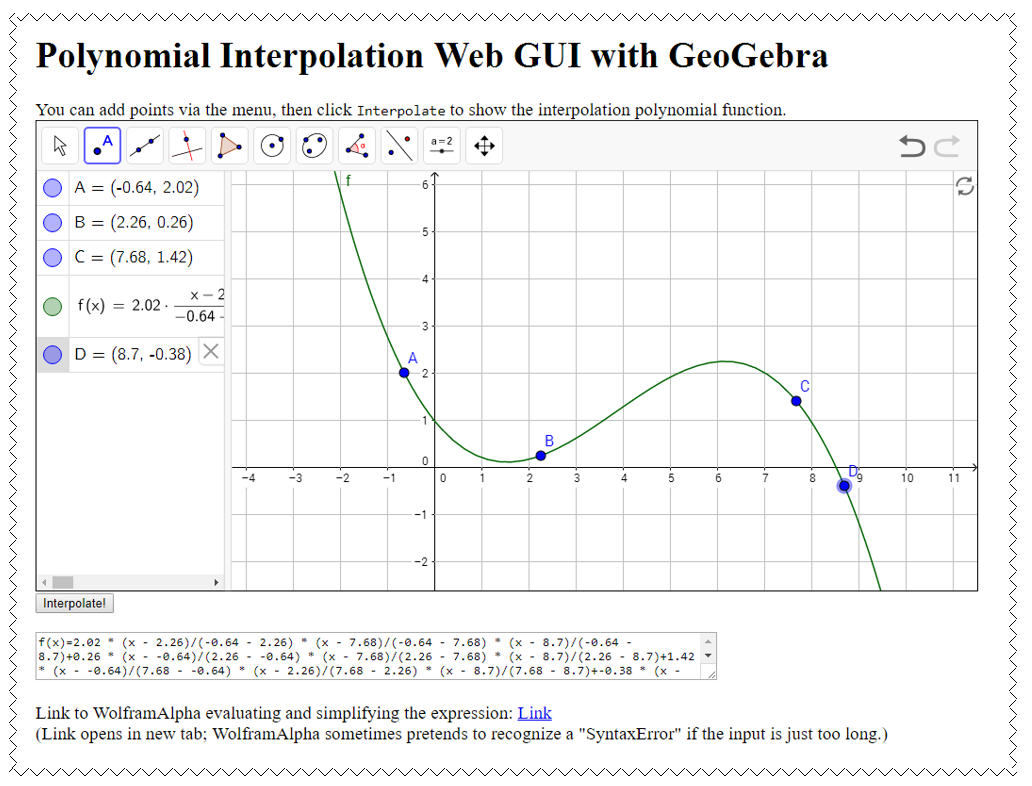 Polynomial Interpolation Web GUI with GeoGebra
You can add points via the menu, then click Interpolate to show the interpolation polynomial function.
A
a=2
A = (-0.64, 2.02)
B = (2.26, 0.26)
C = (7.68, 1.42)
f(x) = 2.02 · x − 2
−0.64 -
D = (8.7, -0.38)
f
6
5
4
3
2
1
0
−1
−2
−4 −3 −2 −1 0 1 2 3 4 5 6 7 8 9 10 11
A
B
C
D
Interpolate!
f(x)=2.02 * (x - 2.26)/(-0.64 - 2.26) * (x - 7.68)/(-0.64 - 7.68) * (x - 8.7)/(-0.64 -
8.7)+0.26 * (x - -0.64)/(2.26 - -0.64) * (x - 7.68)/(2.26 - 7.68) * (x - 8.7)/(2.26 - 8.7)+1.42
* (x - -0.64)/(7.68 - -0.64) * (x - 2.26)/(7.68 - 2.26) * (x - 8.7)/(7.68 - 8.7)+-0.38 * (x -
Link to WolframAlpha evaluating and simplifying the expression: Link
(Link opens in new tab; WolframAlpha sometimes pretends to recognize a "SyntaxError" if the input is just too long.)